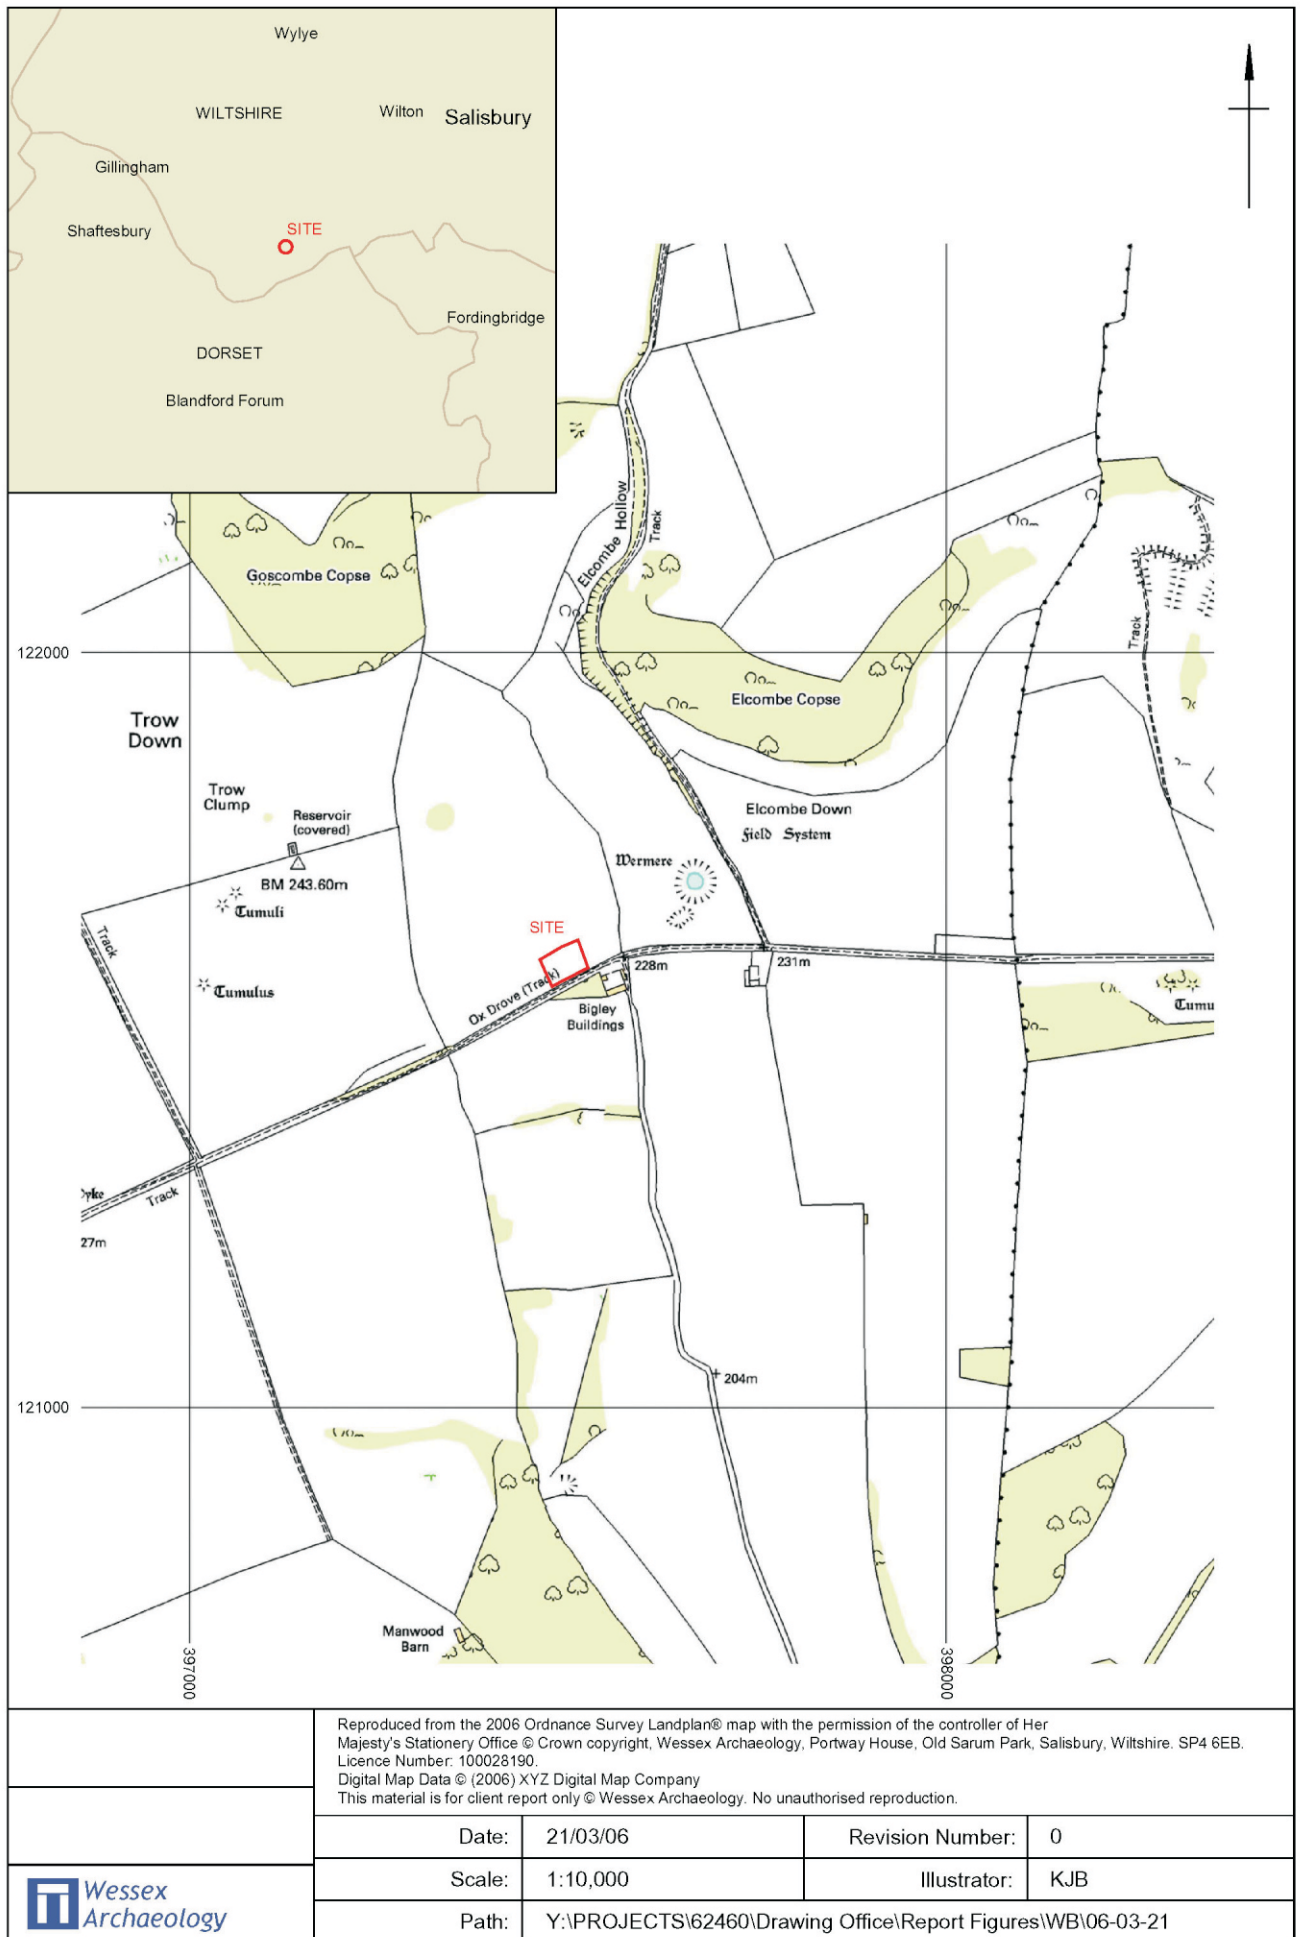 Wylye
WILTSHIRE
Wilton
Salisbury
Gillingham
Shaftesbury
SITE
Fordingbridge
DORSET
Blandford Forum
Elcombe Hollow
Track
Goscombe Copse
Track
122000
Elcombe Copse
Trow
Down
Trow
Clump
Reservoir
(covered)
BM 243.60m
Elcombe Down
Field System
Wermere
Tumuli
Track
SITE
228m
231m
Tumulus
Ox Drove (Track)
Bigley
Buildings
Tumu
Track
27m
204m
121000
Manwood
Barn
397000
398000
Reproduced from the 2006 Ordnance Survey Landplan® map with the permission of the controller of Her
Majesty's Stationery Office © Crown copyright, Wessex Archaeology, Portway House, Old Sarum Park, Salisbury, Wiltshire. SP4 6EB.
Licence Number: 100028190.
Digital Map Data © (2006) XYZ Digital Map Company
This material is for client report only © Wessex Archaeology. No unauthorised reproduction.
Date: 21/03/06 Revision Number: 0
Scale: 1:10,000 Illustrator: KJB
Path: Y:\PROJECTS\62460\Drawing Office\Report Figures\WB\06-03-21
Wessex
Archaeology